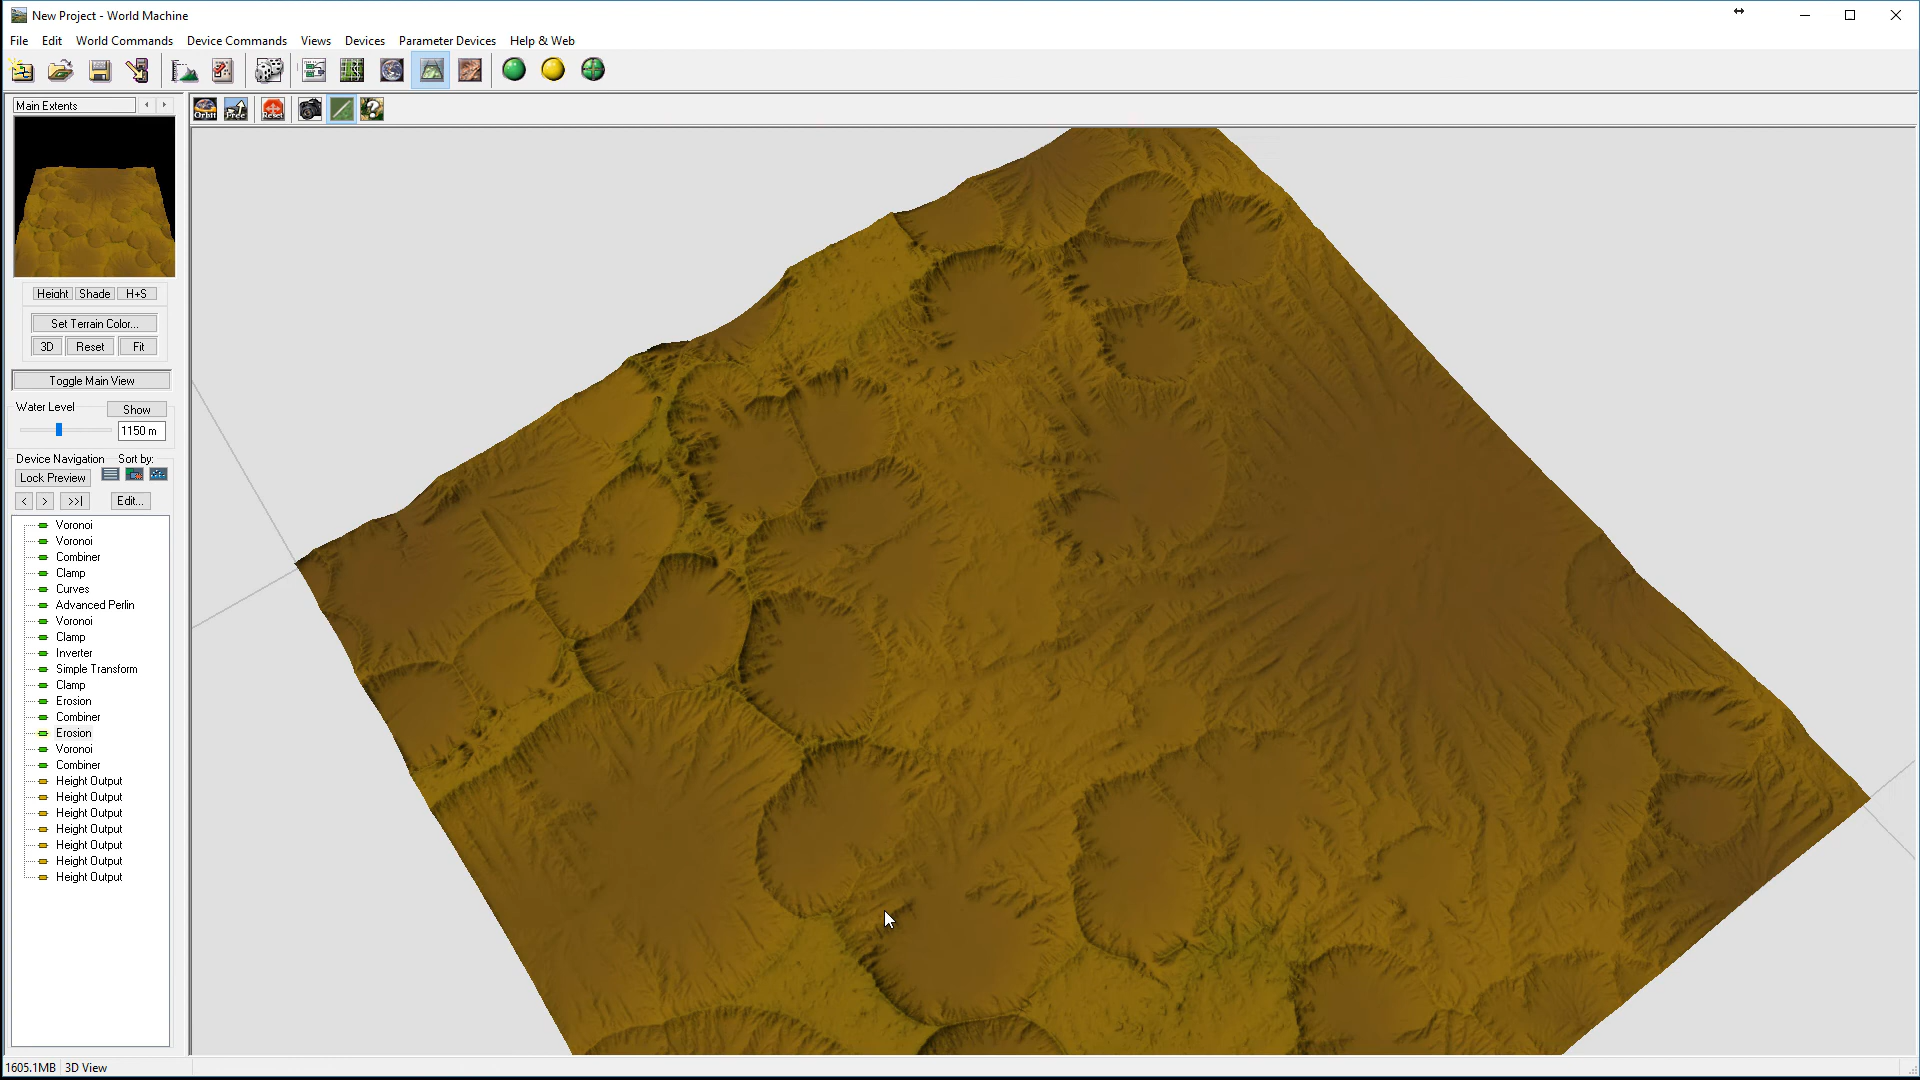 New Project - World Machine
File Edit World Commands Device Commands Views Devices Parameter Devices Help & Web
Main Extents
Orbit Free Reset
Height Shade H+S
Set Terrain Color...
3D Reset Fit
Toggle Main View
Water Level Show
1150 m
Device Navigation Sort by:
Lock Preview
< > >>| Edit...
Voronoi
Voronoi
Combiner
Clamp
Curves
Advanced Perlin
Voronoi
Clamp
Inverter
Simple Transform
Clamp
Erosion
Combiner
Erosion
Voronoi
Combiner
Height Output
Height Output
Height Output
Height Output
Height Output
Height Output
Height Output
1605.1MB 3D View